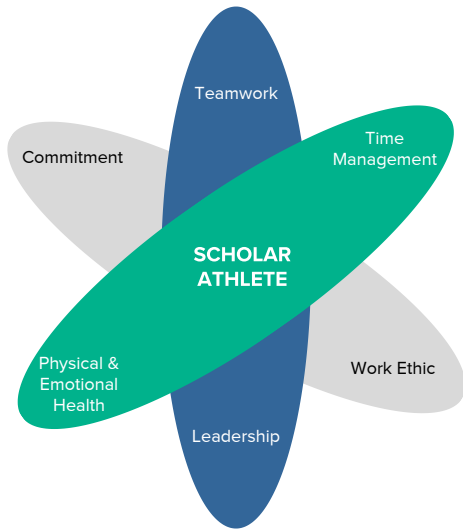 Teamwork
Time
Management
Commitment
SCHOLAR
ATHLETE
Physical &
Emotional
Health
Work Ethic
Leadership